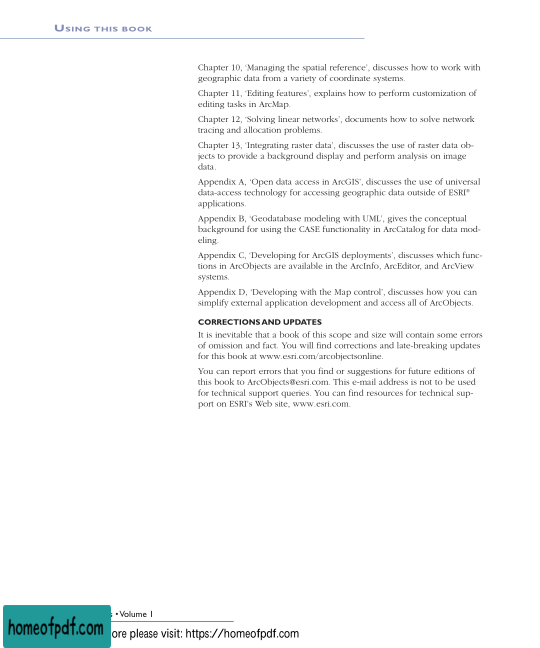 USING THIS BOOK
Chapter 10, ‘Managing the spatial reference’, discusses how to work with
geographic data from a variety of coordinate systems.
Chapter 11, ‘Editing features’, explains how to perform customization of
editing tasks in ArcMap.
Chapter 12, ‘Solving linear networks’, documents how to solve network
tracing and allocation problems.
Chapter 13, ‘Integrating raster data’, discusses the use of raster data ob-
jects to provide a background display and perform analysis on image
data.
Appendix A, ‘Open data access in ArcGIS’, discusses the use of universal
data-access technology for accessing geographic data outside of ESRI®
applications.
Appendix B, ‘Geodatabase modeling with UML’, gives the conceptual
background for using the CASE functionality in ArcCatalog for data mod-
eling.
Appendix C, ‘Developing for ArcGIS deployments’, discusses which func-
tions in ArcObjects are available in the ArcInfo, ArcEditor, and ArcView
systems.
Appendix D, ‘Developing with the Map control’, discusses how you can
simplify external application development and access all of ArcObjects.
CORRECTIONS AND UPDATES
It is inevitable that a book of this scope and size will contain some errors
of omission and fact. You will find corrections and late-breaking updates
for this book at www.esri.com/arcobjectsonline.
You can report errors that you find or suggestions for future editions of
this book to ArcObjects@esri.com. This e-mail address is not to be used
for technical support queries. You can find resources for technical sup-
port on ESRI’s Web site, www.esri.com.
• Volume 1
homeofpdf.com
ore please visit: https://homeofpdf.com